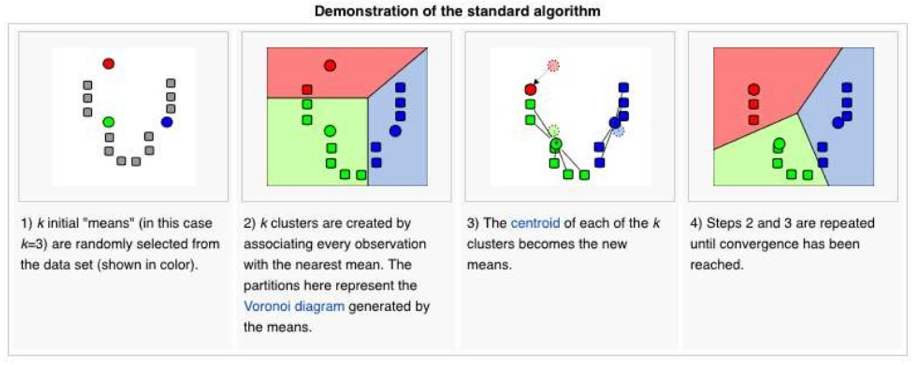 Demonstration of the standard algorithm
1) k initial "means" (in this case
k=3) are randomly selected from
the data set (shown in color).
2) k clusters are created by
associating every observation
with the nearest mean. The
partitions here represent the
Voronoi diagram generated by
the means.
3) The centroid of each of the k
clusters becomes the new
means.
4) Steps 2 and 3 are repeated
until convergence has been
reached.